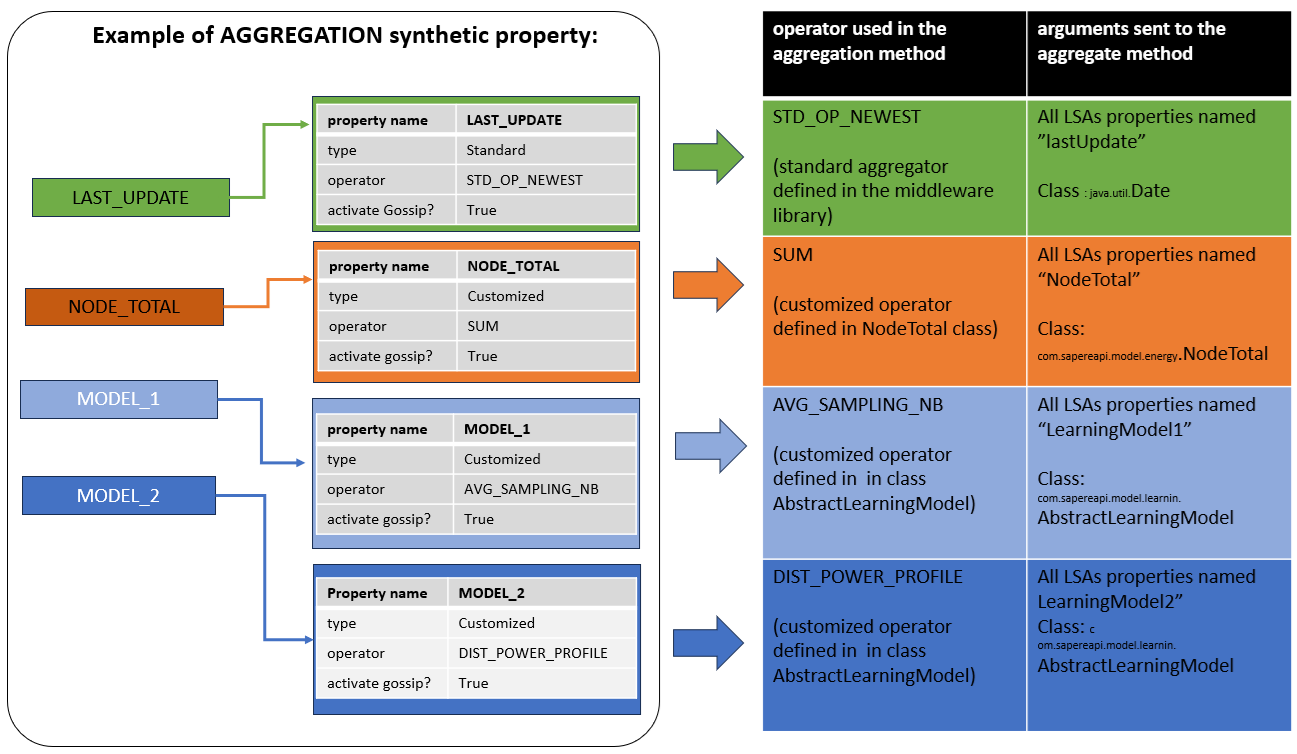 Example of AGGREGATION synthetic property:
LAST_UPDATE
NODE_TOTAL
MODEL_1
MODEL_2
property name LAST_UPDATE
type Standard
operator STD_OP_NEWEST
activate Gossip? True
property name NODE_TOTAL
type Customized
operator SUM
activate gossip? True
property name MODEL_1
type Customized
operator AVG_SAMPLING_NB
activate gossip? True
Property name MODEL_2
type Customized
operator DIST_POWER_PROFILE
activate gossip? True
operator used in the
aggregation method
arguments sent to the
aggregate method
STD_OP_NEWEST
(standard aggregator
defined in the middleware
library)
All LSAs properties named
”lastUpdate”
Class : java.util.Date
SUM
(customized operator
defined in NodeTotal class)
All LSAs properties named
“NodeTotal”
Class:
com.sapereapi.model.energy.NodeTotal
AVG_SAMPLING_NB
(customized operator
defined in in class
AbstractLearningModel)
All LSAs properties named
“LearningModel1”
Class:
com.sapereapi.model.learnin.
AbstractLearningModel
DIST_POWER_PROFILE
(customized operator
defined in in class
AbstractLearningModel)
All LSAs properties named
LearningModel2”
Class: c
om.sapereapi.model.learnin.
AbstractLearningModel